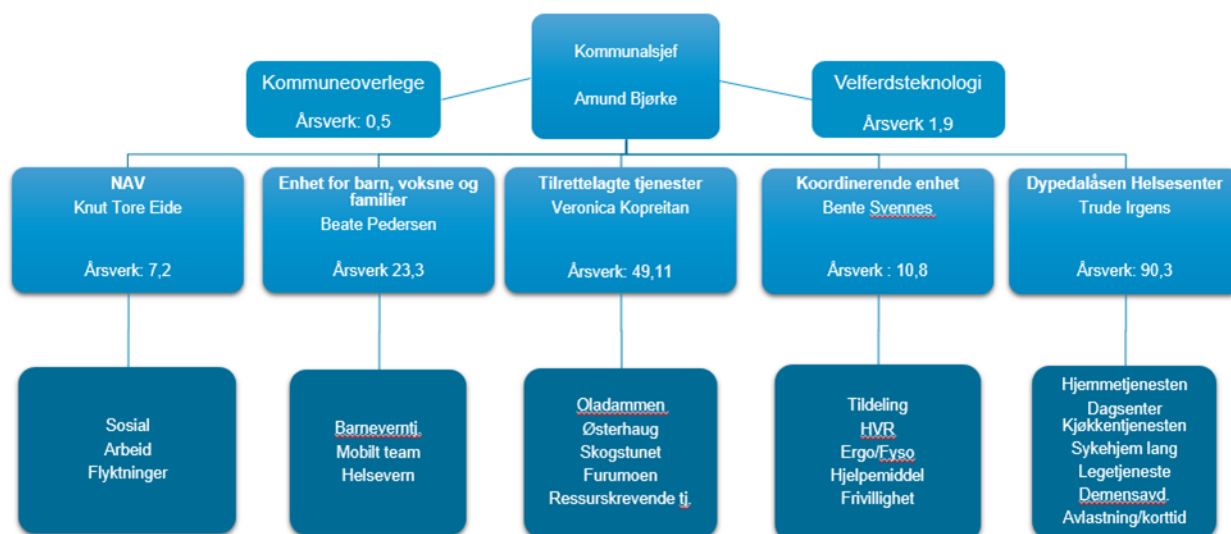 Kommunalsjef
Amund Bjørke
Kommuneoverlege
Årsverk: 0,5
Velferdsteknologi
Årsverk 1,9
NAV
Knut Tore Eide
Årsverk: 7,2
Enhet for barn, voksne og
familier
Beate Pedersen
Årsverk 23,3
Tilrettelagte tjenester
Veronica Kopreitan
Årsverk: 49,11
Koordinerende enhet
Bente Svennes
Årsverk : 10,8
Dypedalåsen Helsesenter
Trude Irgens
Årsverk: 90,3
Sosial
Arbeid
Flyktninger
Barneverntj.
Mobilt team
Helsevern
Oladammen
Østerhaug
Skogstunet
Furumoen
Ressurskrevende tj.
Tildeling
HVR
Ergo/Fyso
Hjelpemiddel
Frivillighet
Hjemmetjenesten
Dagsenter
Kjøkkentjenesten
Sykehjem lang
Legetjeneste
Demensavd.
Avlastning/korttid